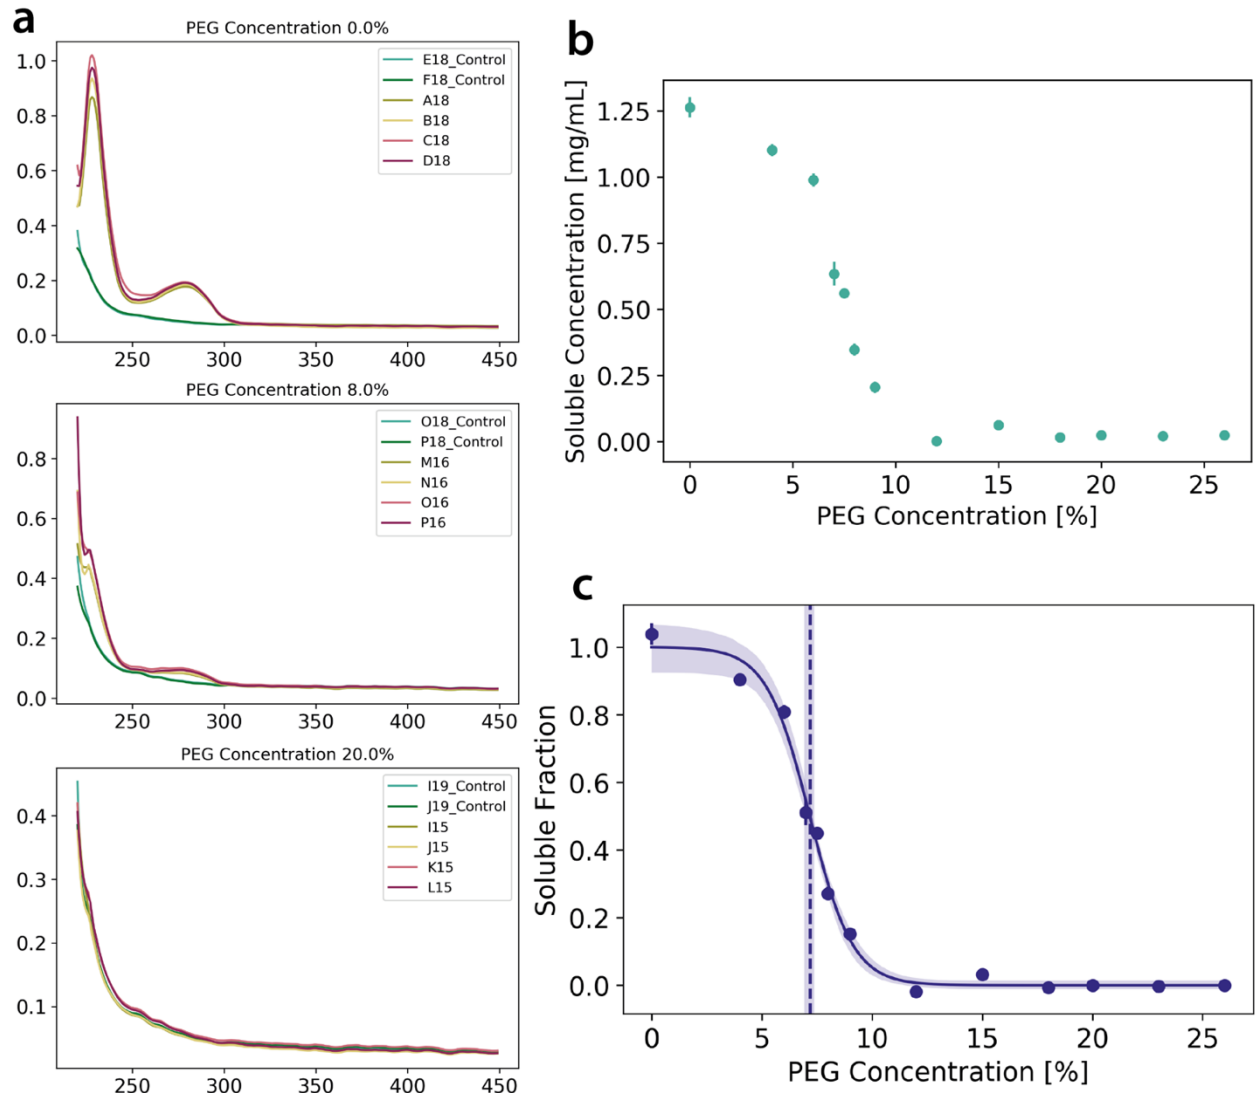 a
PEG Concentration 0.0%
1.0
0.8
0.6
0.4
0.2
0.0
E18_Control
F18_Control
A18
B18
C18
D18
250 300 350 400 450
PEG Concentration 8.0%
0.8
0.6
0.4
0.2
0.0
O18_Control
P18_Control
M16
N16
O16
P16
250 300 350 400 450
PEG Concentration 20.0%
0.4
0.3
0.2
0.1
I19_Control
J19_Control
I15
J15
K15
L15
250 300 350 400 450
b
Soluble Concentration [mg/mL]
1.25
1.00
0.75
0.50
0.25
0.00
0 5 10 15 20 25
PEG Concentration [%]
c
Soluble Fraction
1.0
0.8
0.6
0.4
0.2
0.0
0 5 10 15 20 25
PEG Concentration [%]